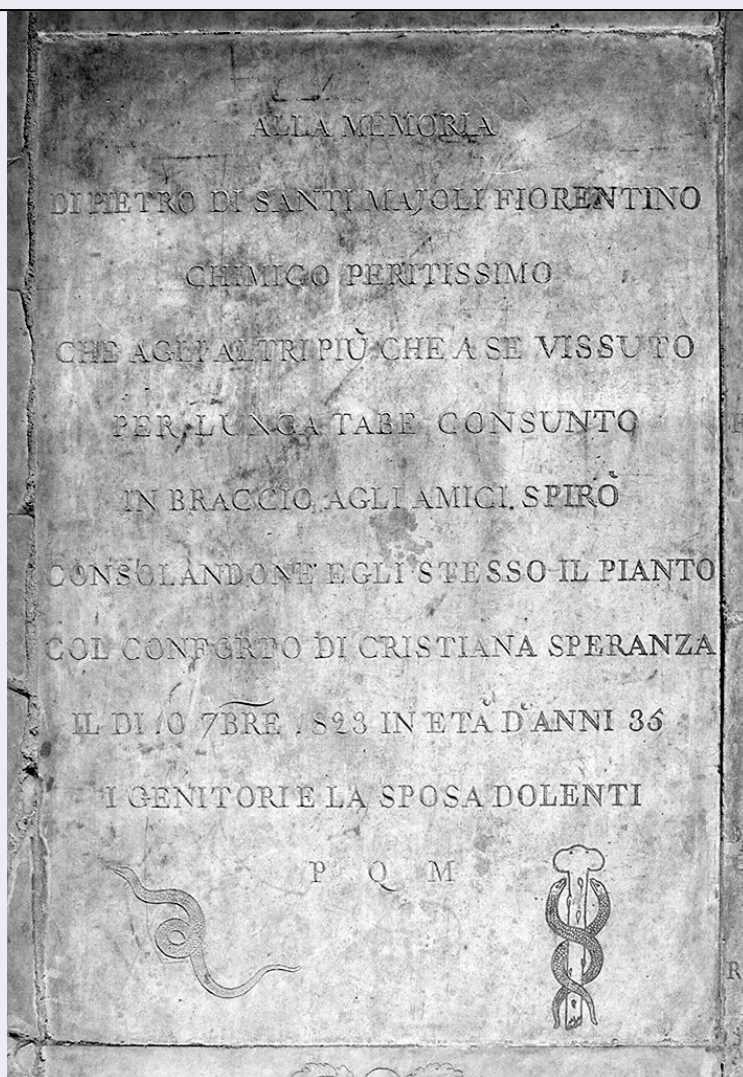 ALLA MEMORIA
DI PIETRO DI SANTI MAJOLI FIORENTINO
CHIMICO PERITISSIMO
CHE AGLI ALTRI PIÙ CHE A SE VISSUTO
PER LUNGA TABE CONSUNTO
IN BRACCIO AGLI AMICI SPIRÒ
CONSOLANDONE EGLI STESSO IL PIANTO
COL CONFORTO DI CRISTIANA SPERANZA
IL DI 10 7BRE 1823 IN ETÀ D'ANNI 36
I GENITORI E LA SPOSA DOLENTI
P Q M